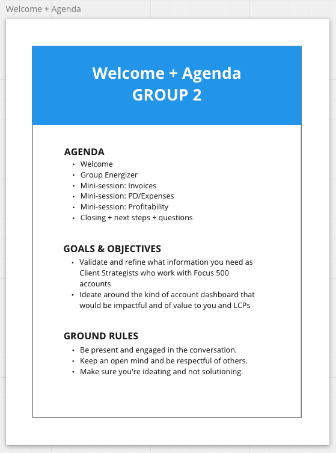 Welcome + Agenda
Welcome + Agenda
GROUP 2
AGENDA
• Welcome
• Group Energizer
• Mini-session: Invoices
• Mini-session: PD/Expenses
• Mini-session: Profitability
• Closing + next steps + questions
GOALS & OBJECTIVES
• Validate and refine what information you need as
Client Strategists who work with Focus 500
accounts
• Ideate around the kind of account dashboard that
would be impactful and of value to you and LCPs
GROUND RULES
• Be present and engaged in the conversation.
• Keep an open mind and be respectful of others.
• Make sure you're ideating and not solutioning.